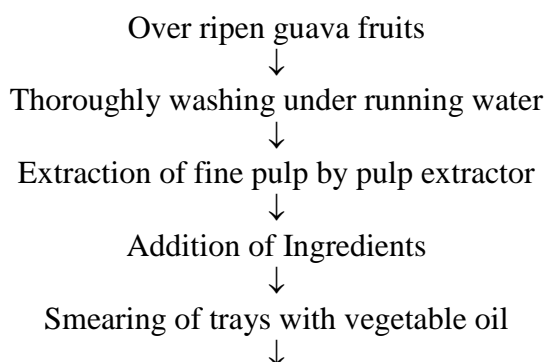 Over ripen guava fruits
↓
Thoroughly washing under running water
↓
Extraction of fine pulp by pulp extractor
↓
Addition of Ingredients
↓
Smearing of trays with vegetable oil
↓